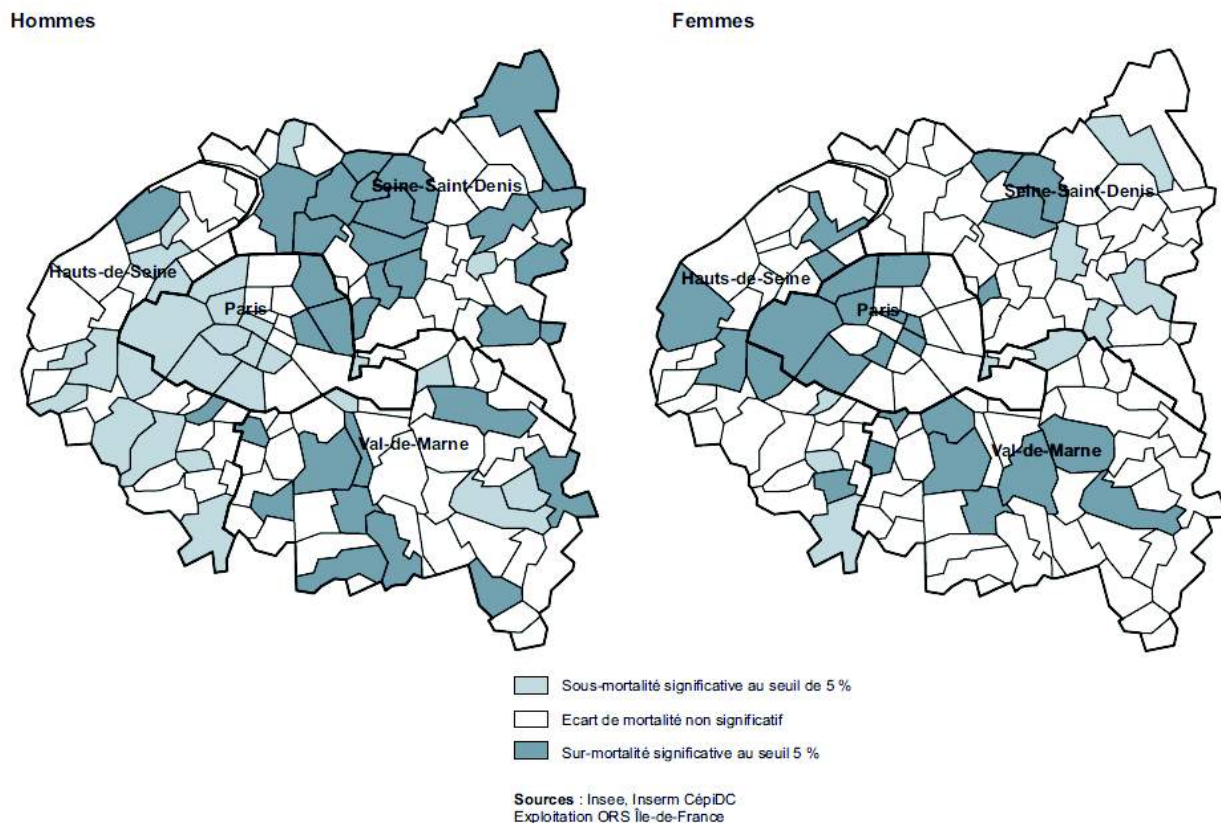 Hommes
Femmes
Seine-Saint-Denis
Seine-Saint-Denis
Hauts-de-Seine
Hauts-de-Seine
Paris
Paris
Val-de-Marne
Val-de-Marne
Sous-mortalité significative au seuil de 5 %
Ecart de mortalité non significatif
Sur-mortalité significative au seuil 5 %
Sources : Insee, Inserm CépiDC
Exploitation ORS Île-de-France